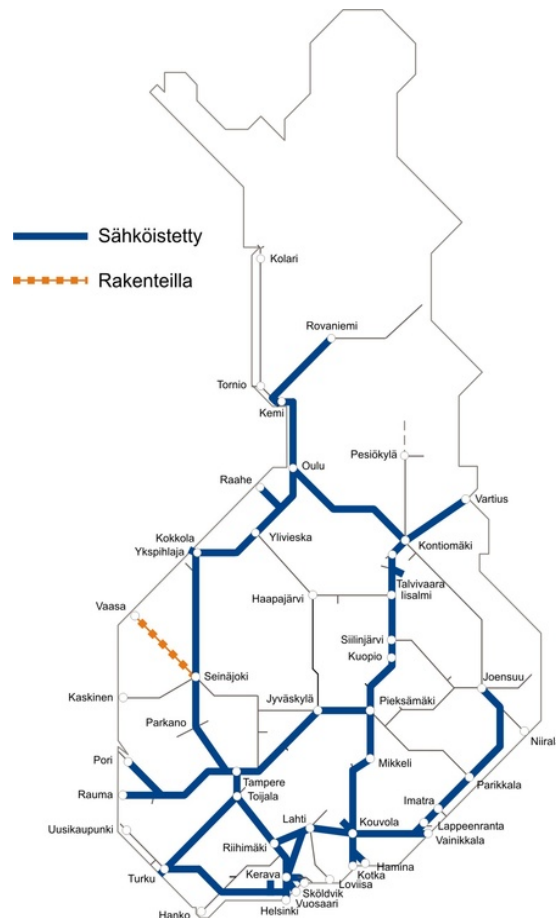 Sähköistetty
Kolari
Rakenteilla
Rovaniemi
Tornio
Kemi
Pesiökylä
Oulu
Raahe
Vartius
Ylivieska
Kontiomäki
Kokkola
Ykspihlaja
Talvivaara
Iisalmi
Haapajärvi
Vaasa
Siilinjärvi
Kuopio
Seinäjoki
Joensuu
Kaskinen
Jyväskylä
Pieksämäki
Parkano
Niiral
Pori
Mikkeli
Tampere
Parikkala
Rauma
Toijala
Imatra
Lahti
Kouvola
Lappeenranta
Uusikaupunki
Vainikkala
Riihimäki
Hamina
Kotka
Turku
Kerava
Loviisa
Sköldvik
Vuosaari
Hanko
Helsinki